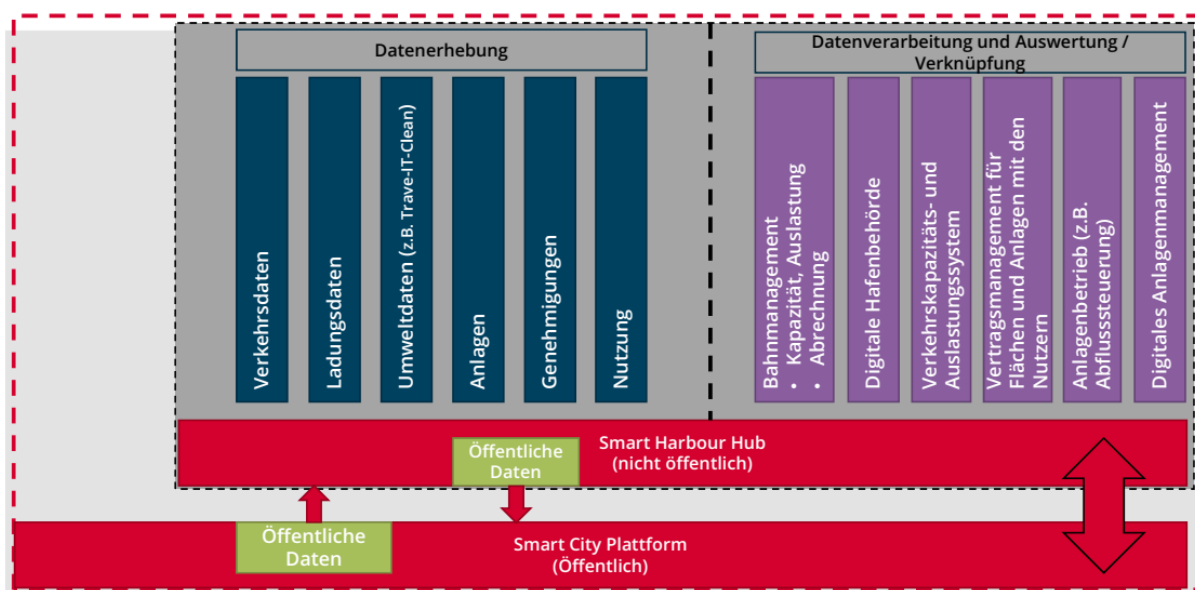 Datenerhebung
Datenverarbeitung und Auswertung /
Verknüpfung
Verkehrsdaten
Ladungsdaten
Umweltdaten (z.B. Trave-IT-Clean)
Anlagen
Genehmigungen
Nutzung
Bahnmanagement
• Kapazität, Auslastung
• Abrechnung
Digitale Hafenbehörde
Verkehrskapazitäts- und
Auslastungssystem
Vertragsmanagement für
Flächen und Anlagen mit den
Nutzern
Anlagenbetrieb (z.B.
Abflusssteuerung)
Digitales Anlagenmanagement
Öffentliche
Daten
Smart Harbour Hub
(nicht öffentlich)
Öffentliche
Daten
Smart City Plattform
(Öffentlich)